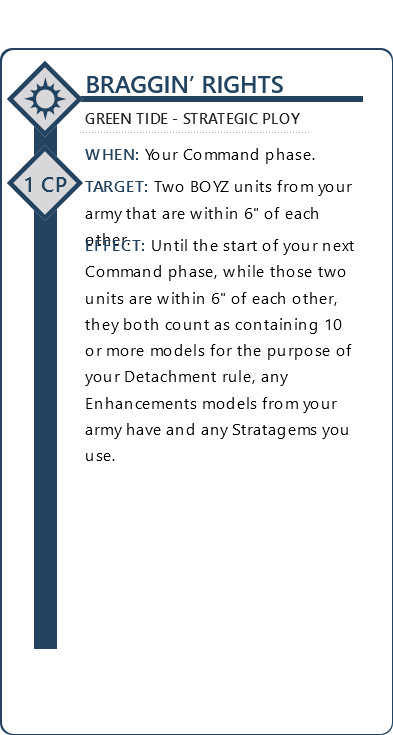 BRAGGIN’ RIGHTS
GREEN TIDE - STRATEGIC PLOY
WHEN: Your Command phase.
1 CP
TARGET: Two BOYZ units from your
army that are within 6" of each
other.
EFFECT: Until the start of your next
Command phase, while those two
units are within 6" of each other,
they both count as containing 10
or more models for the purpose of
your Detachment rule, any
Enhancements models from your
army have and any Stratagems you
use.